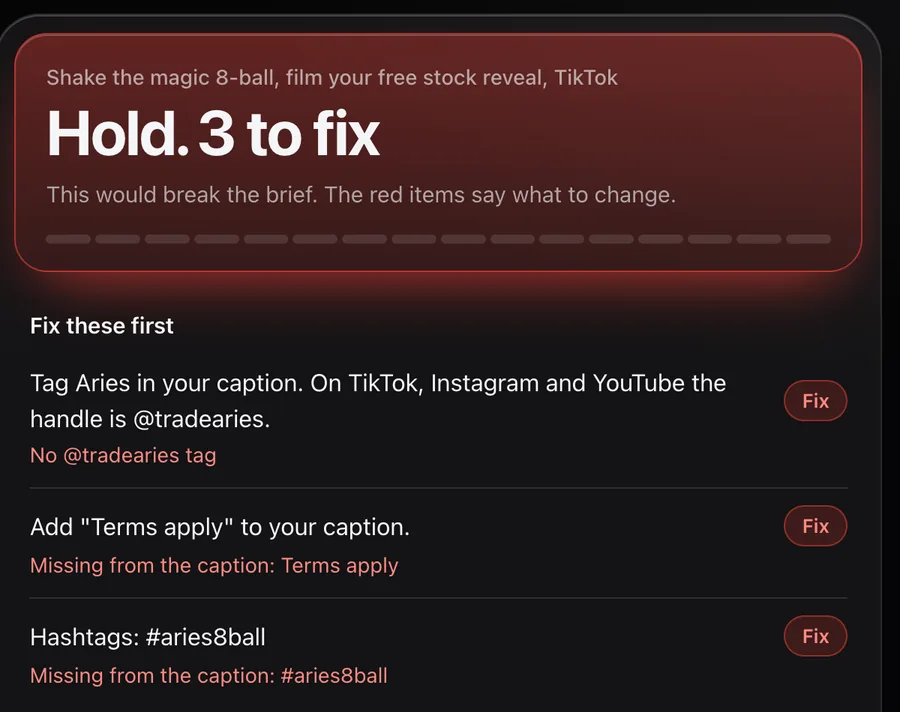 Shake the magic 8-ball, film your free stock reveal, TikTok
Hold. 3 to fix
This would break the brief. The red items say what to change.
Fix these first
Tag Aries in your caption. On TikTok, Instagram and YouTube the
handle is @tradearies.
Fix
No @tradearies tag
Add "Terms apply" to your caption.
Fix
Missing from the caption: Terms apply
Hashtags: #aries8ball
Fix
Missing from the caption: #aries8ball